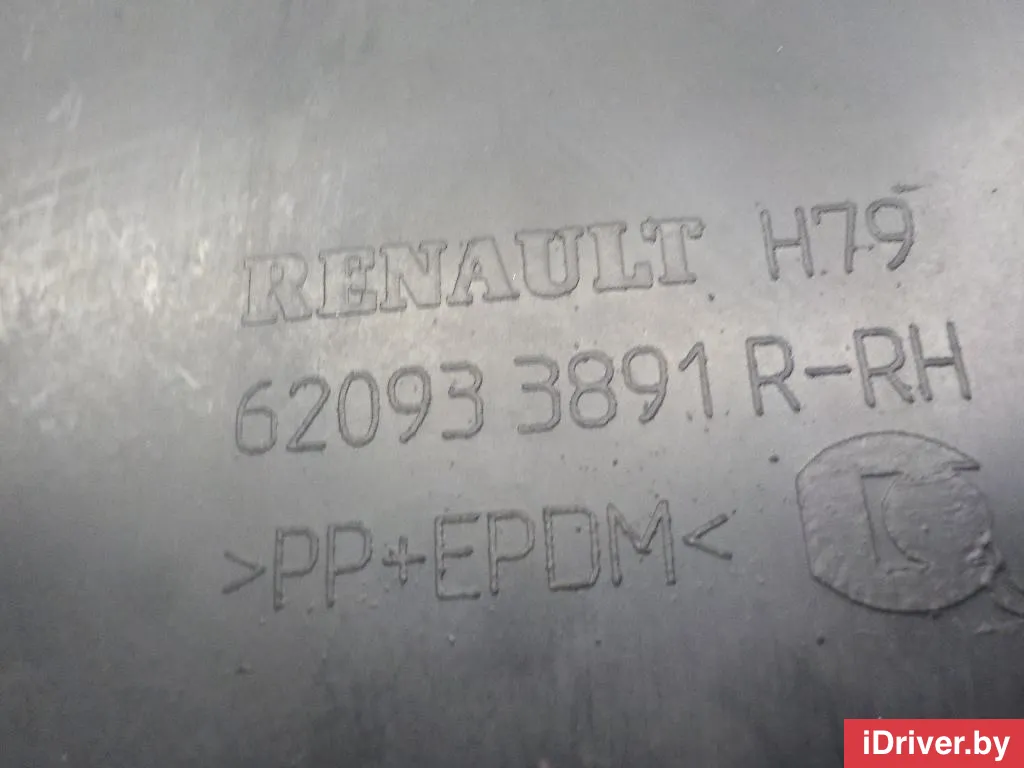 RENAULT H79
62093 3891 R-RH
>PP+EPDM<
iDriver.by